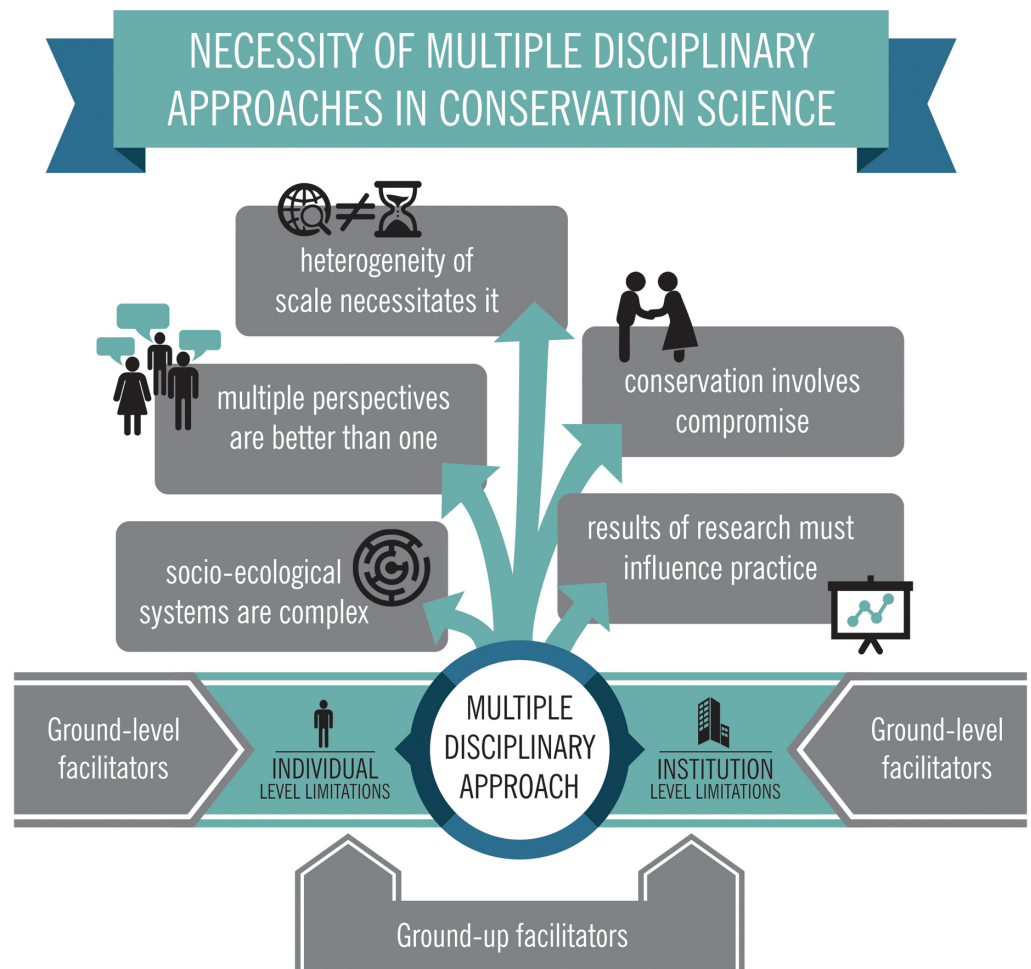 NECESSITY OF MULTIPLE DISCIPLINARY
APPROACHES IN CONSERVATION SCIENCE
heterogeneity of
scale necessitates it
conservation involves
compromise
multiple perspectives
are better than one
results of research must
influence practice
socio-ecological
systems are complex
Ground-level
facilitators
INDIVIDUAL
LEVEL LIMITATIONS
MULTIPLE
DISCIPLINARY
APPROACH
INSTITUTION
LEVEL LIMITATIONS
Ground-level
facilitators
Ground-up facilitators